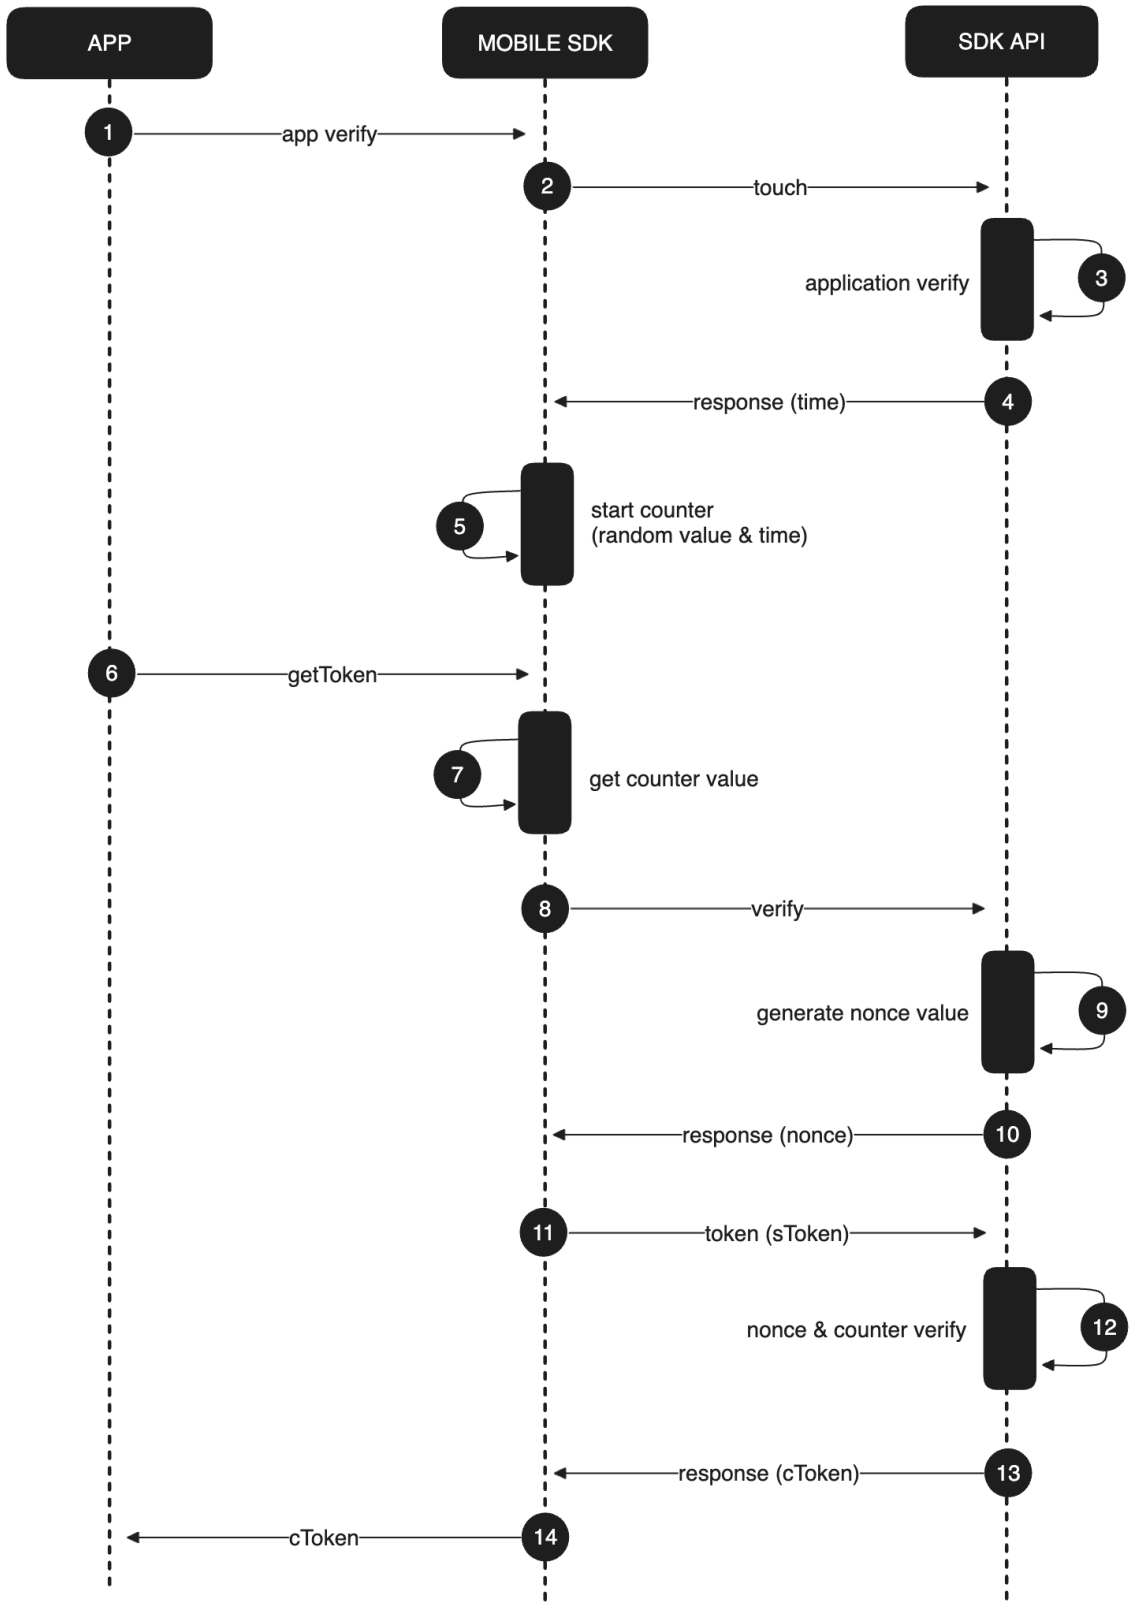 APP
MOBILE SDK
SDK API
1
app verify
2
touch
application verify
3
response (time)
4
5
start counter
(random value & time)
6
getToken
7
get counter value
8
verify
generate nonce value
9
response (nonce)
10
11
token (sToken)
nonce & counter verify
12
response (cToken)
13
cToken
14